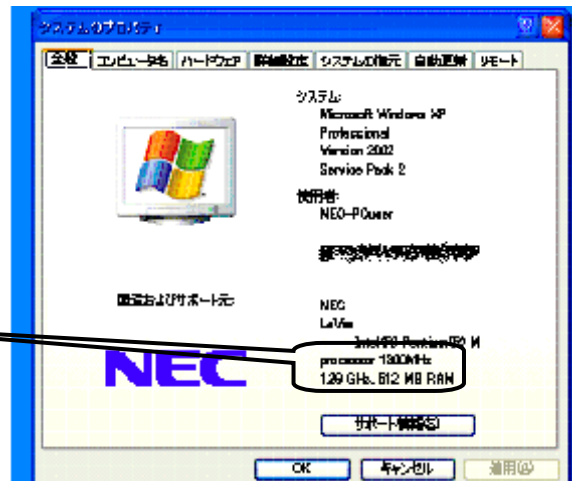 システムのプロパティ
全般 コンピュータ名 ハードウェア 詳細設定 システムの復元 自動更新 リモート
システム:
Microsoft Windows XP
Professional
Version 2002
Service Pack 2
使用者:
NEC-PCuser
製造およびサポート元:
NEC
LaVie
Intel(R) Pentium(R) M
processor 1300MHz
1.29 GHz、512 MB RAM
NEC
サポート情報(S)
OK キャンセル 適用(A)